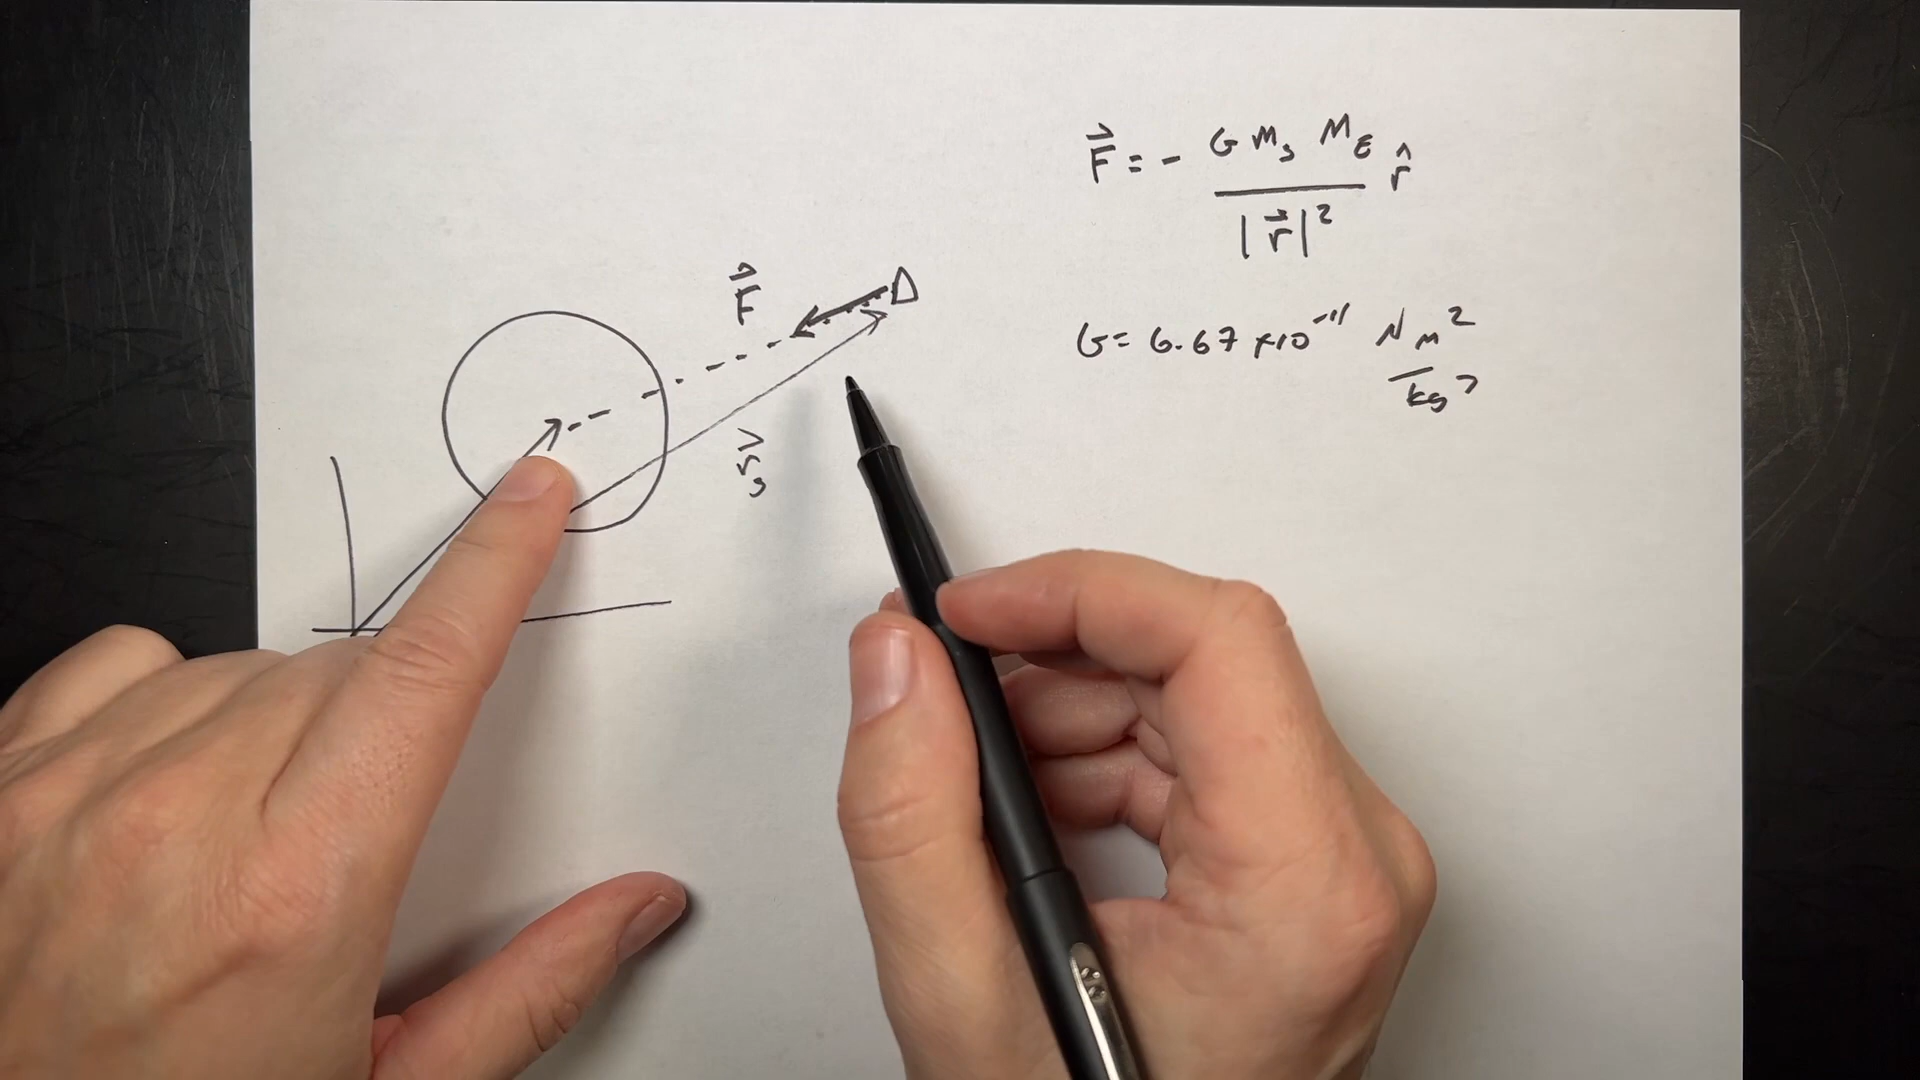 F⃗ = - G m_s M_E / |r⃗|² r̂
G = 6.67 ×10⁻¹¹ N m² / kg²
F⃗
r⃗_s